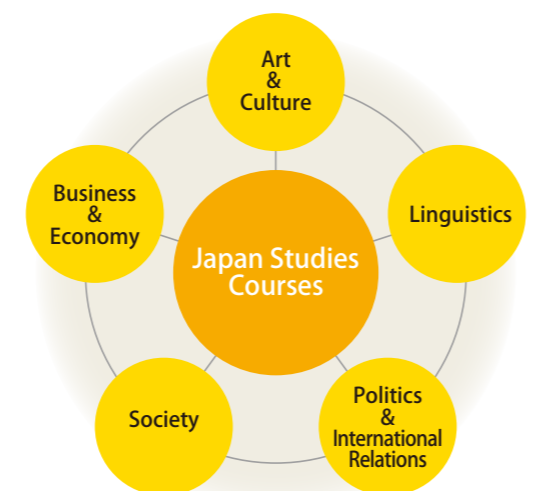 Art
&
Culture
Business
&
Economy
Linguistics
Japan Studies
Courses
Society
Politics
&
International
Relations